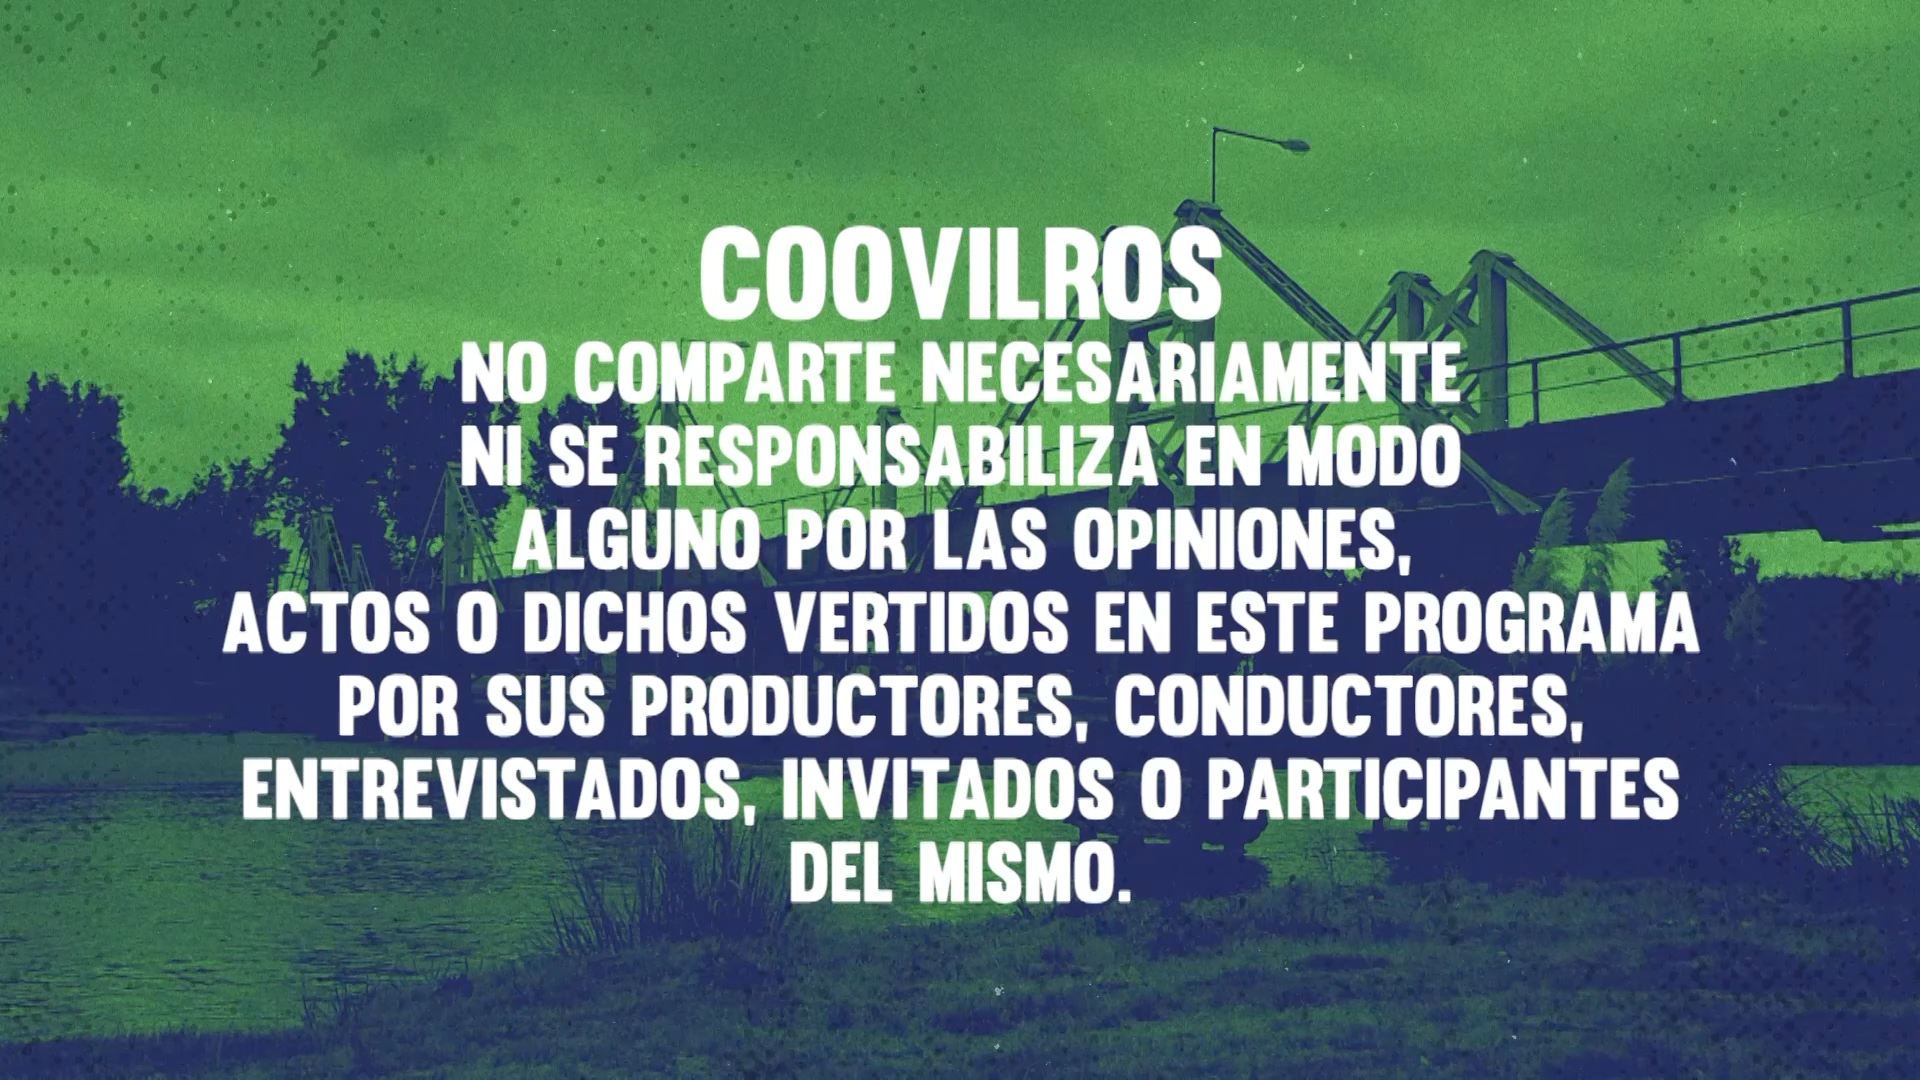 COOVILROS
NO COMPARTE NECESARIAMENTE
NI SE RESPONSABILIZA EN MODO
ALGUNO POR LAS OPINIONES,
ACTOS O DICHOS VERTIDOS EN ESTE PROGRAMA
POR SUS PRODUCTORES, CONDUCTORES,
ENTREVISTADOS, INVITADOS O PARTICIPANTES
DEL MISMO.